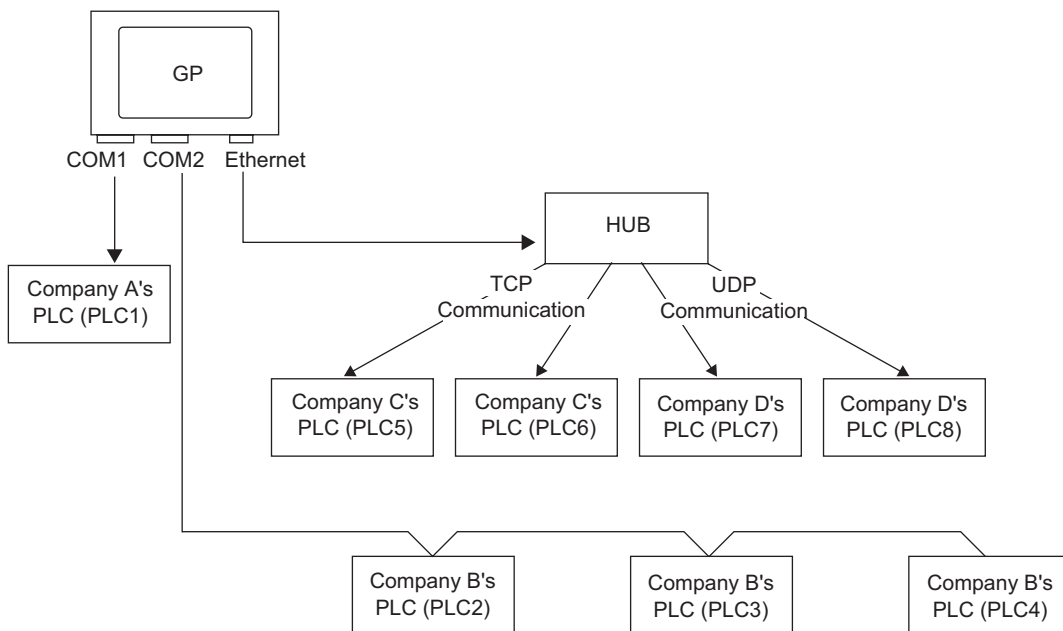 GP
COM1 COM2 Ethernet
HUB
Company A's
PLC (PLC1)
TCP
Communication
UDP
Communication
Company C's
PLC (PLC5)
Company C's
PLC (PLC6)
Company D's
PLC (PLC7)
Company D's
PLC (PLC8)
Company B's
PLC (PLC2)
Company B's
PLC (PLC3)
Company B's
PLC (PLC4)